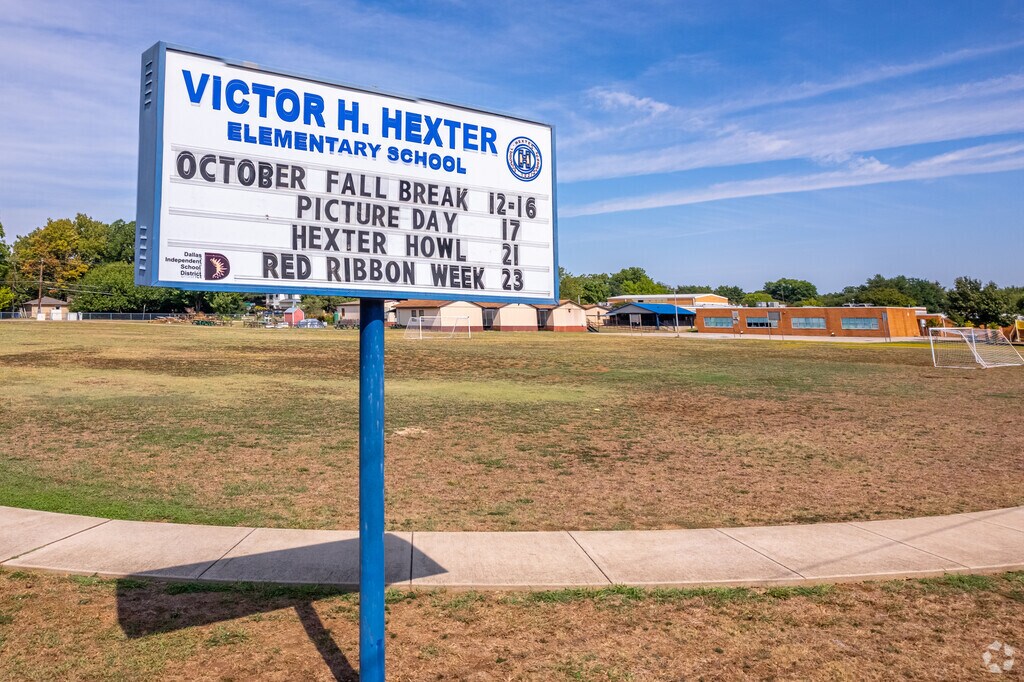 VICTOR H. HEXTER
ELEMENTARY SCHOOL
OCTOBER FALL BREAK 12-16
PICTURE DAY 17
HEXTER HOWL 21
RED RIBBON WEEK 23
Dallas
Independent
School
District